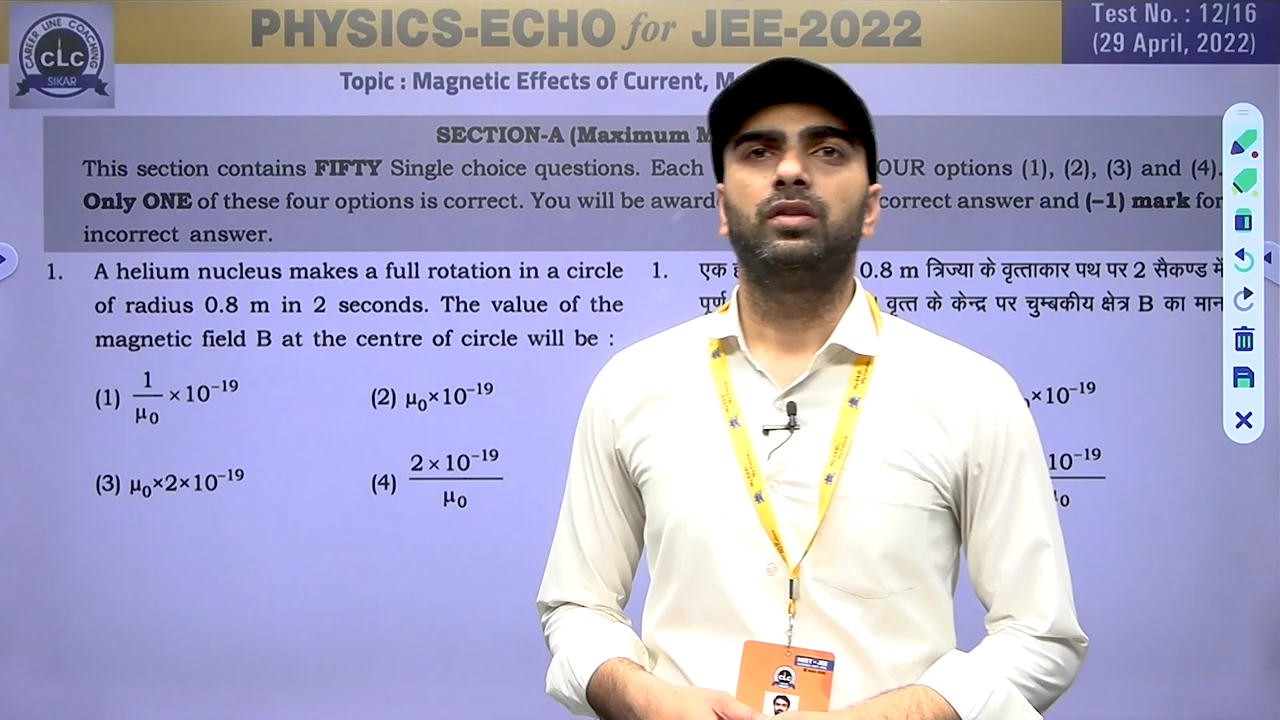 PHYSICS-ECHO for JEE-2022
Test No. : 12/16
(29 April, 2022)
CAREER LINE COACHING
CLC
SIKAR
Topic : Magnetic Effects of Current,
SECTION-A (Maximum
This section contains FIFTY Single choice questions. Each OUR options (1), (2), (3) and (4).
Only ONE of these four options is correct. You will be award correct answer and (−1) mark for
incorrect answer.
1. A helium nucleus makes a full rotation in a circle
of radius 0.8 m in 2 seconds. The value of the
magnetic field B at the centre of circle will be :
(1) 1/μ₀ × 10⁻¹⁹ (2) μ₀×10⁻¹⁹
(3) μ₀×2×10⁻¹⁹ (4) 2 × 10⁻¹⁹/μ₀
1. एक 0.8 m त्रिज्या के वृत्ताकार पथ पर 2 सैकण्ड में
वृत्त के केन्द्र पर चुम्बकीय क्षेत्र B का मान
×10⁻¹⁹
10⁻¹⁹
NEET - JEE
CLC